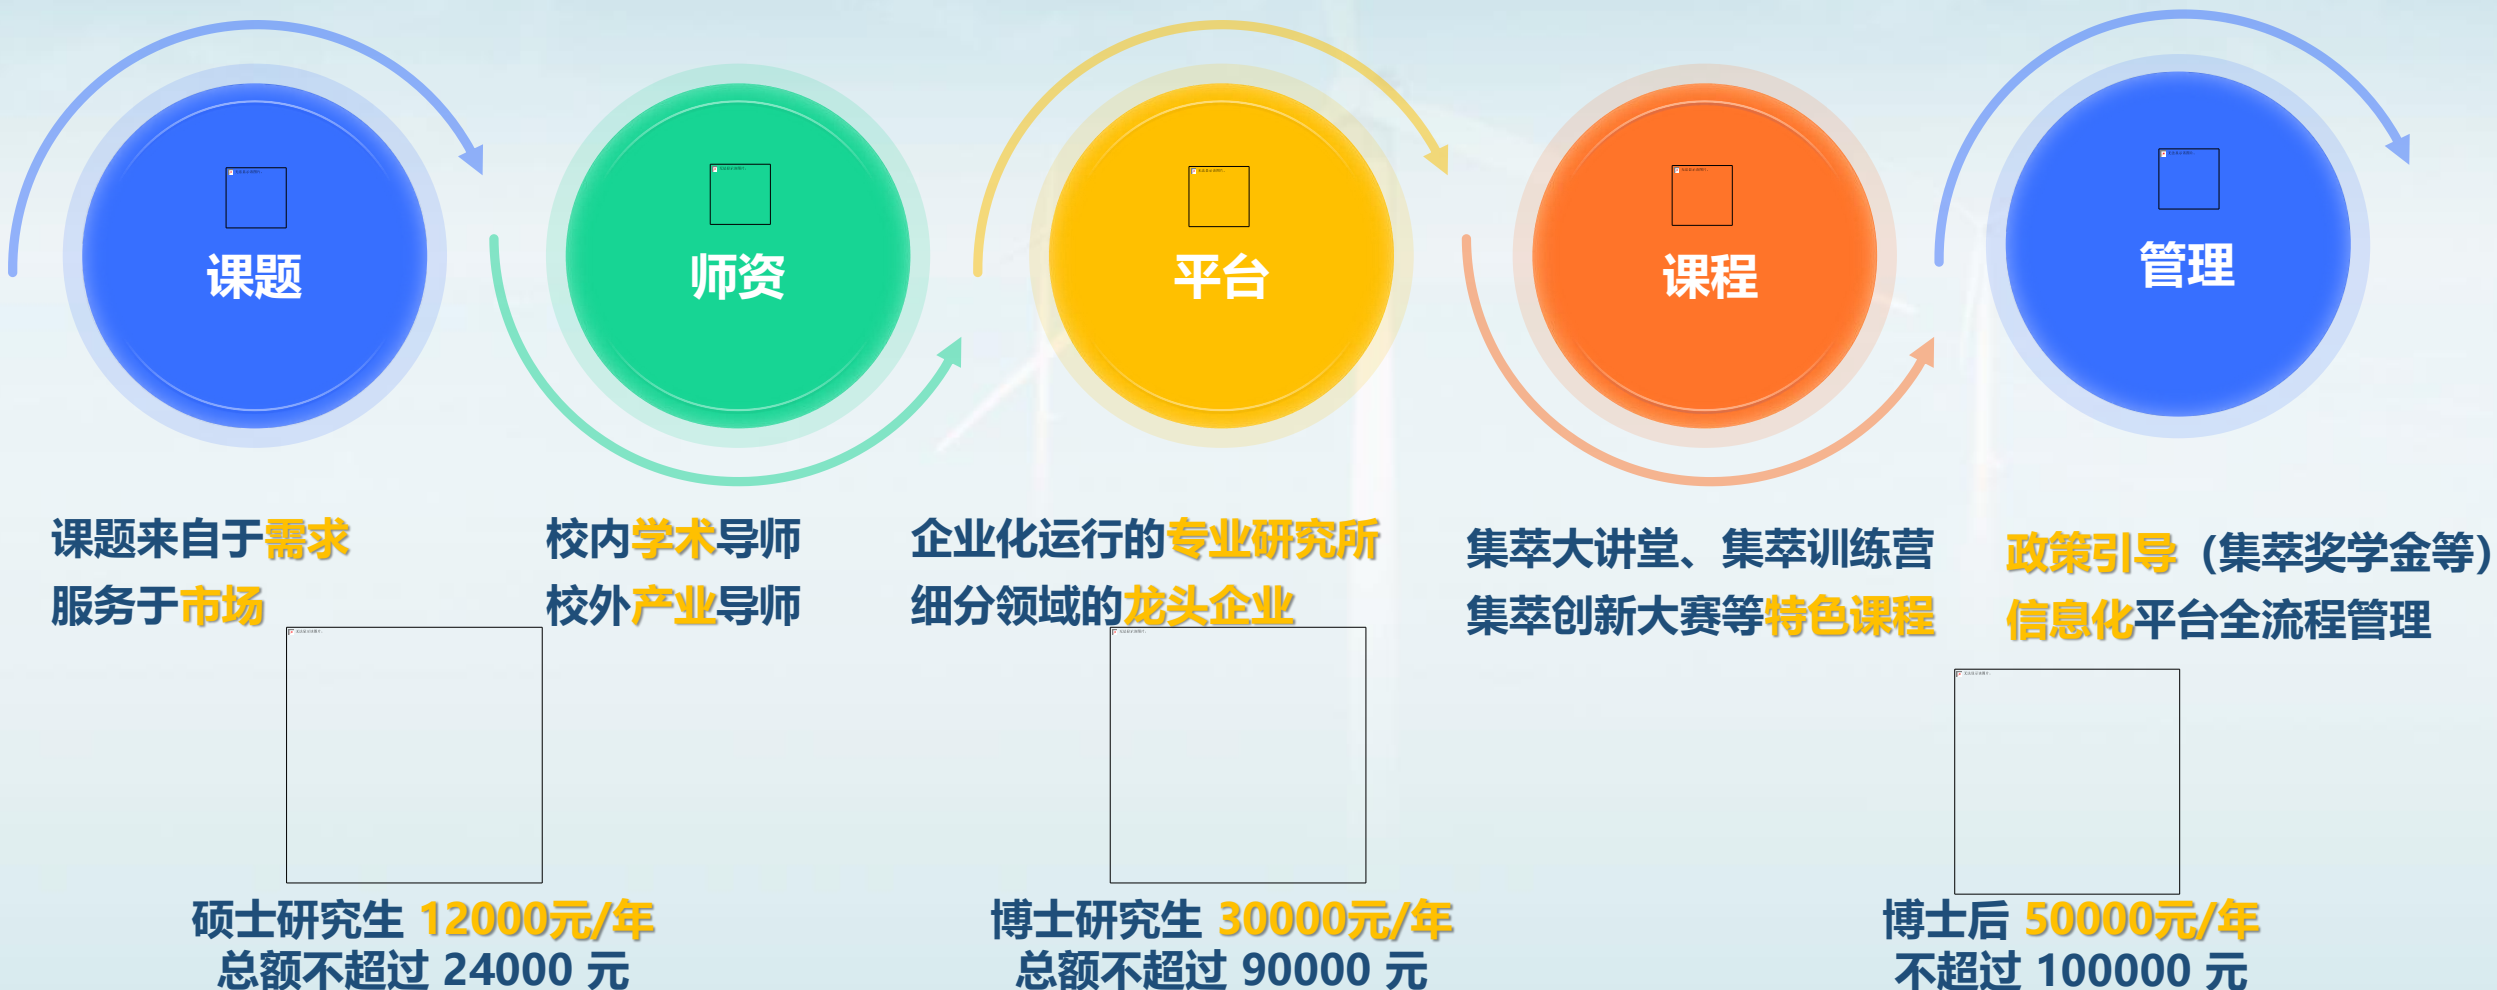 课题
师资
平台
课程
管理
课题来自于需求
服务于市场
校内学术导师
校外产业导师
企业化运行的专业研究所
细分领域的龙头企业
集萃大讲堂、集萃训练营
集萃创新大赛等特色课程
政策引导（集萃奖学金等）
信息化平台全流程管理
硕士研究生 12000元/年
总额不超过 24000 元
博士研究生 30000元/年
总额不超过 90000 元
博士后 50000元/年
不超过 100000 元